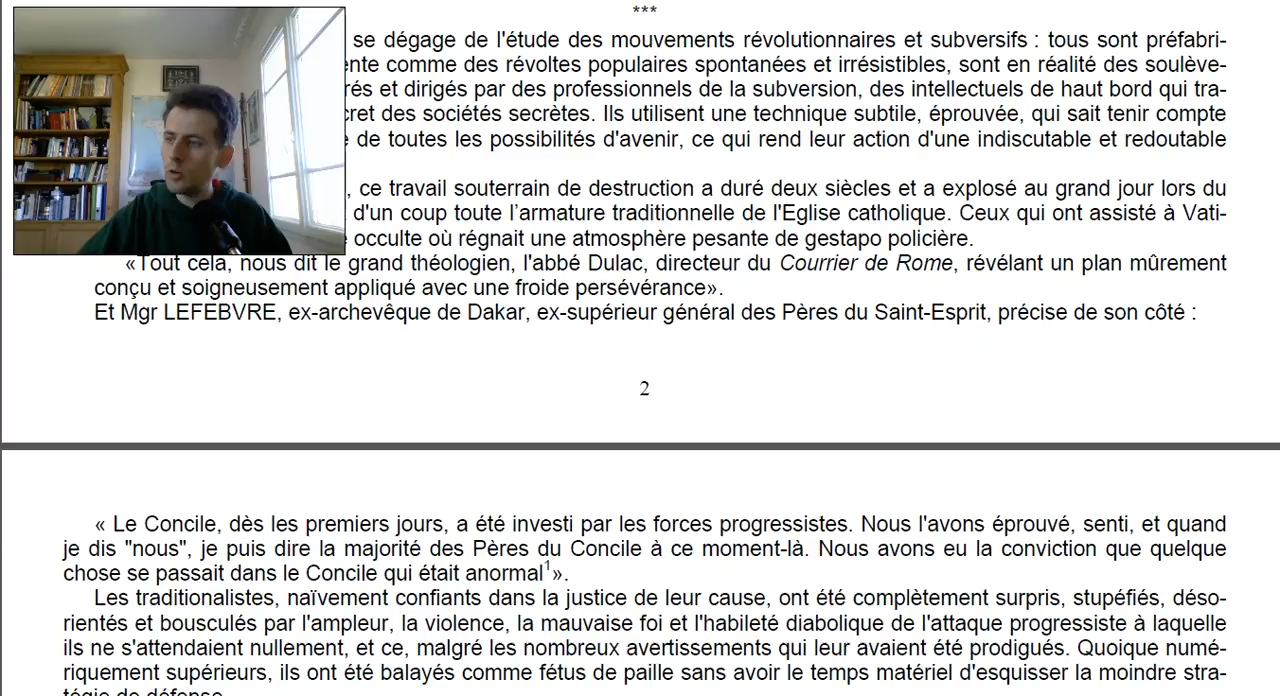 ***
se dégage de l'étude des mouvements révolutionnaires et subversifs : tous sont préfabri-
nte comme des révoltes populaires spontanées et irrésistibles, sont en réalité des soulève-
rés et dirigés par des professionnels de la subversion, des intellectuels de haut bord qui tra-
cret des sociétés secrètes. Ils utilisent une technique subtile, éprouvée, qui sait tenir compte
de toutes les possibilités d'avenir, ce qui rend leur action d'une indiscutable et redoutable
, ce travail souterrain de destruction a duré deux siècles et a explosé au grand jour lors du
d'un coup toute l'armature traditionnelle de l'Eglise catholique. Ceux qui ont assisté à Vati-
occulte où régnait une atmosphère pesante de gestapo policière.
«Tout cela, nous dit le grand théologien, l'abbé Dulac, directeur du Courrier de Rome, révélant un plan mûrement
conçu et soigneusement appliqué avec une froide persévérance».
Et Mgr LEFEBVRE, ex-archevêque de Dakar, ex-supérieur général des Pères du Saint-Esprit, précise de son côté :
2
« Le Concile, dès les premiers jours, a été investi par les forces progressistes. Nous l'avons éprouvé, senti, et quand
je dis "nous", je puis dire la majorité des Pères du Concile à ce moment-là. Nous avons eu la conviction que quelque
chose se passait dans le Concile qui était anormal¹».
Les traditionalistes, naïvement confiants dans la justice de leur cause, ont été complètement surpris, stupéfiés, déso-
rientés et bousculés par l'ampleur, la violence, la mauvaise foi et l'habileté diabolique de l'attaque progressiste à laquelle
ils ne s'attendaient nullement, et ce, malgré les nombreux avertissements qui leur avaient été prodigués. Quoique numé-
riquement supérieurs, ils ont été balayés comme fétus de paille sans avoir le temps matériel d'esquisser la moindre stra-
tégie de défense